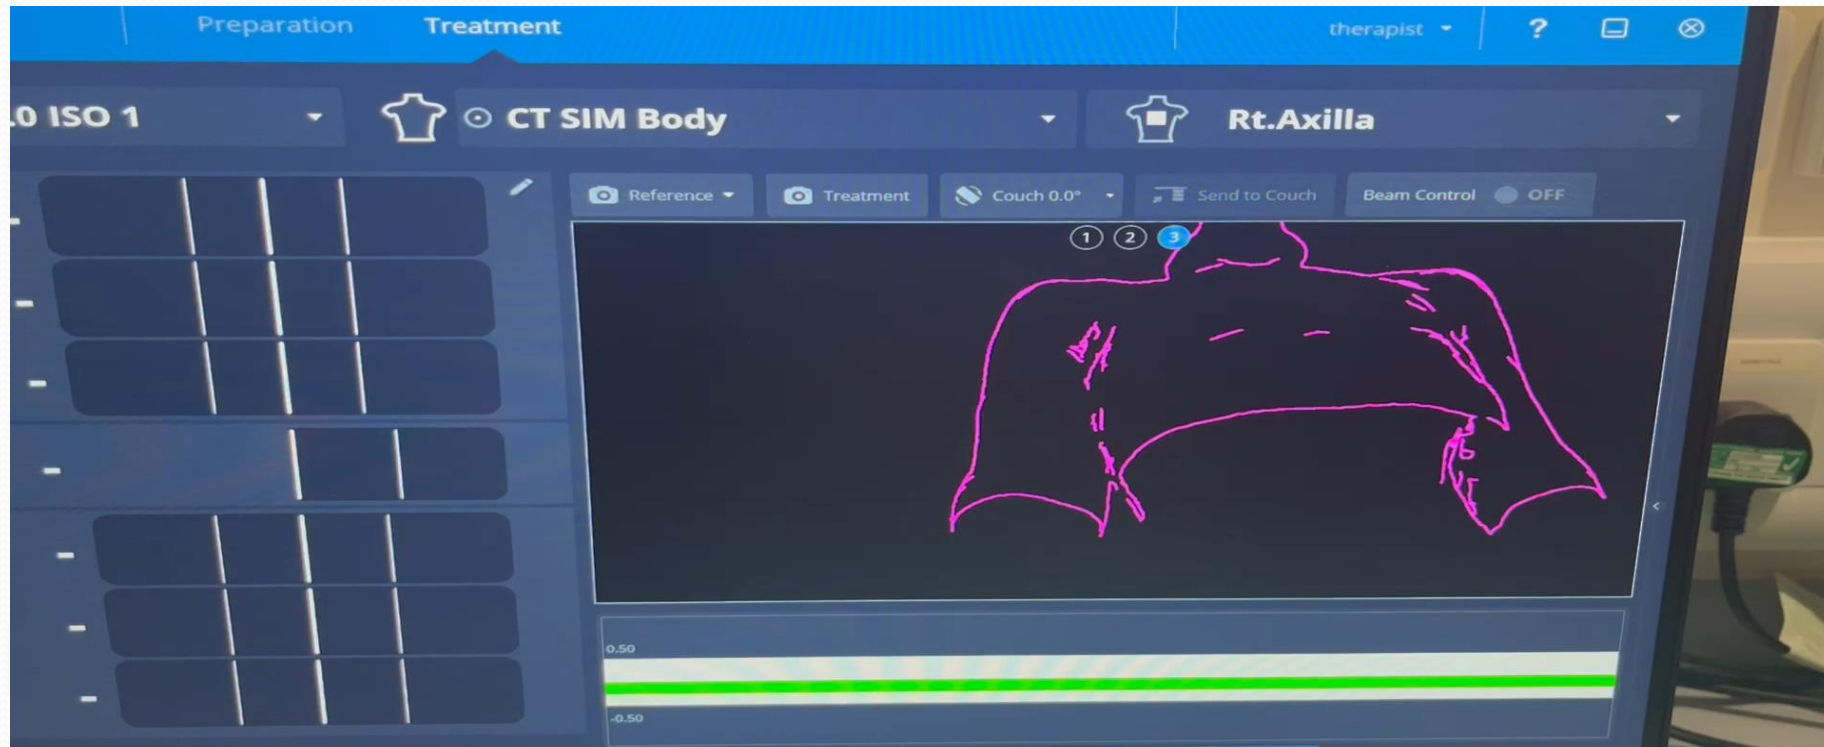 Preparation Treatment therapist ?
.0 ISO 1 CT SIM Body Rt.Axilla
Reference Treatment Couch 0.0° Send to Couch Beam Control OFF
1 2 3
0.50
-0.50